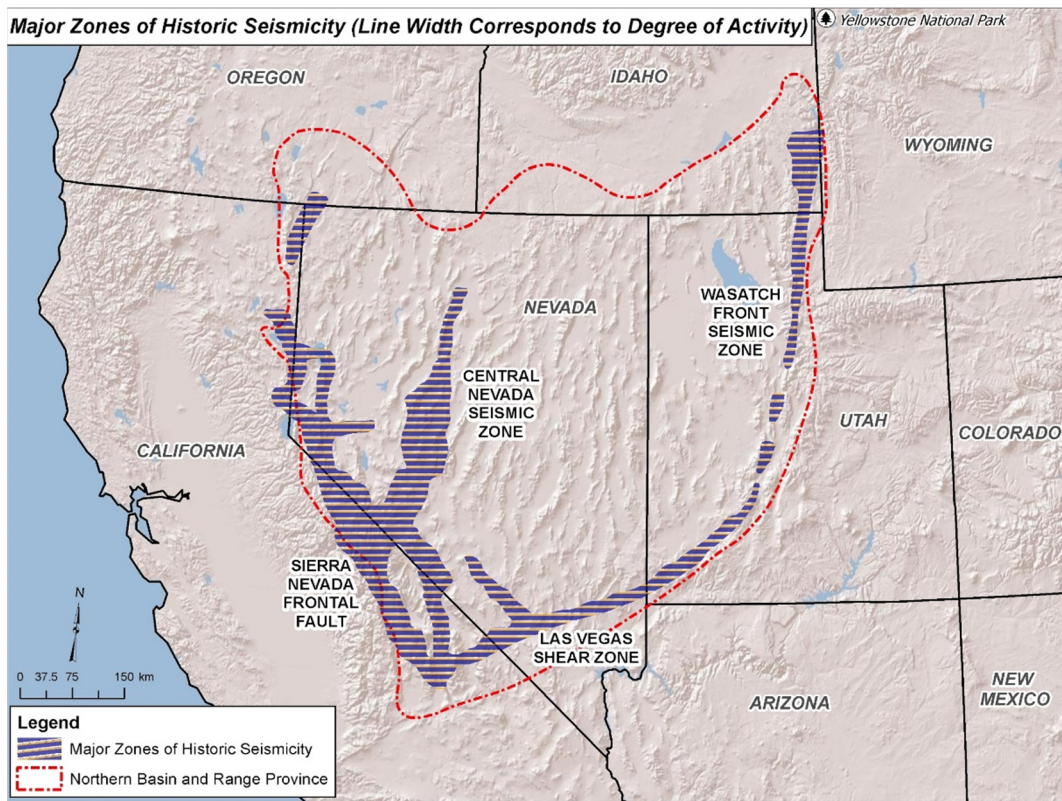 Major Zones of Historic Seismicity (Line Width Corresponds to Degree of Activity)
Yellowstone National Park
OREGON
IDAHO
WYOMING
NEVADA
WASATCH
FRONT
SEISMIC
ZONE
CENTRAL
NEVADA
SEISMIC
ZONE
UTAH
COLORADO
CALIFORNIA
SIERRA
NEVADA
FRONTAL
FAULT
LAS VEGAS
SHEAR ZONE
ARIZONA
NEW
MEXICO
N
0 37.5 75 150 km
Legend
Major Zones of Historic Seismicity
Northern Basin and Range Province